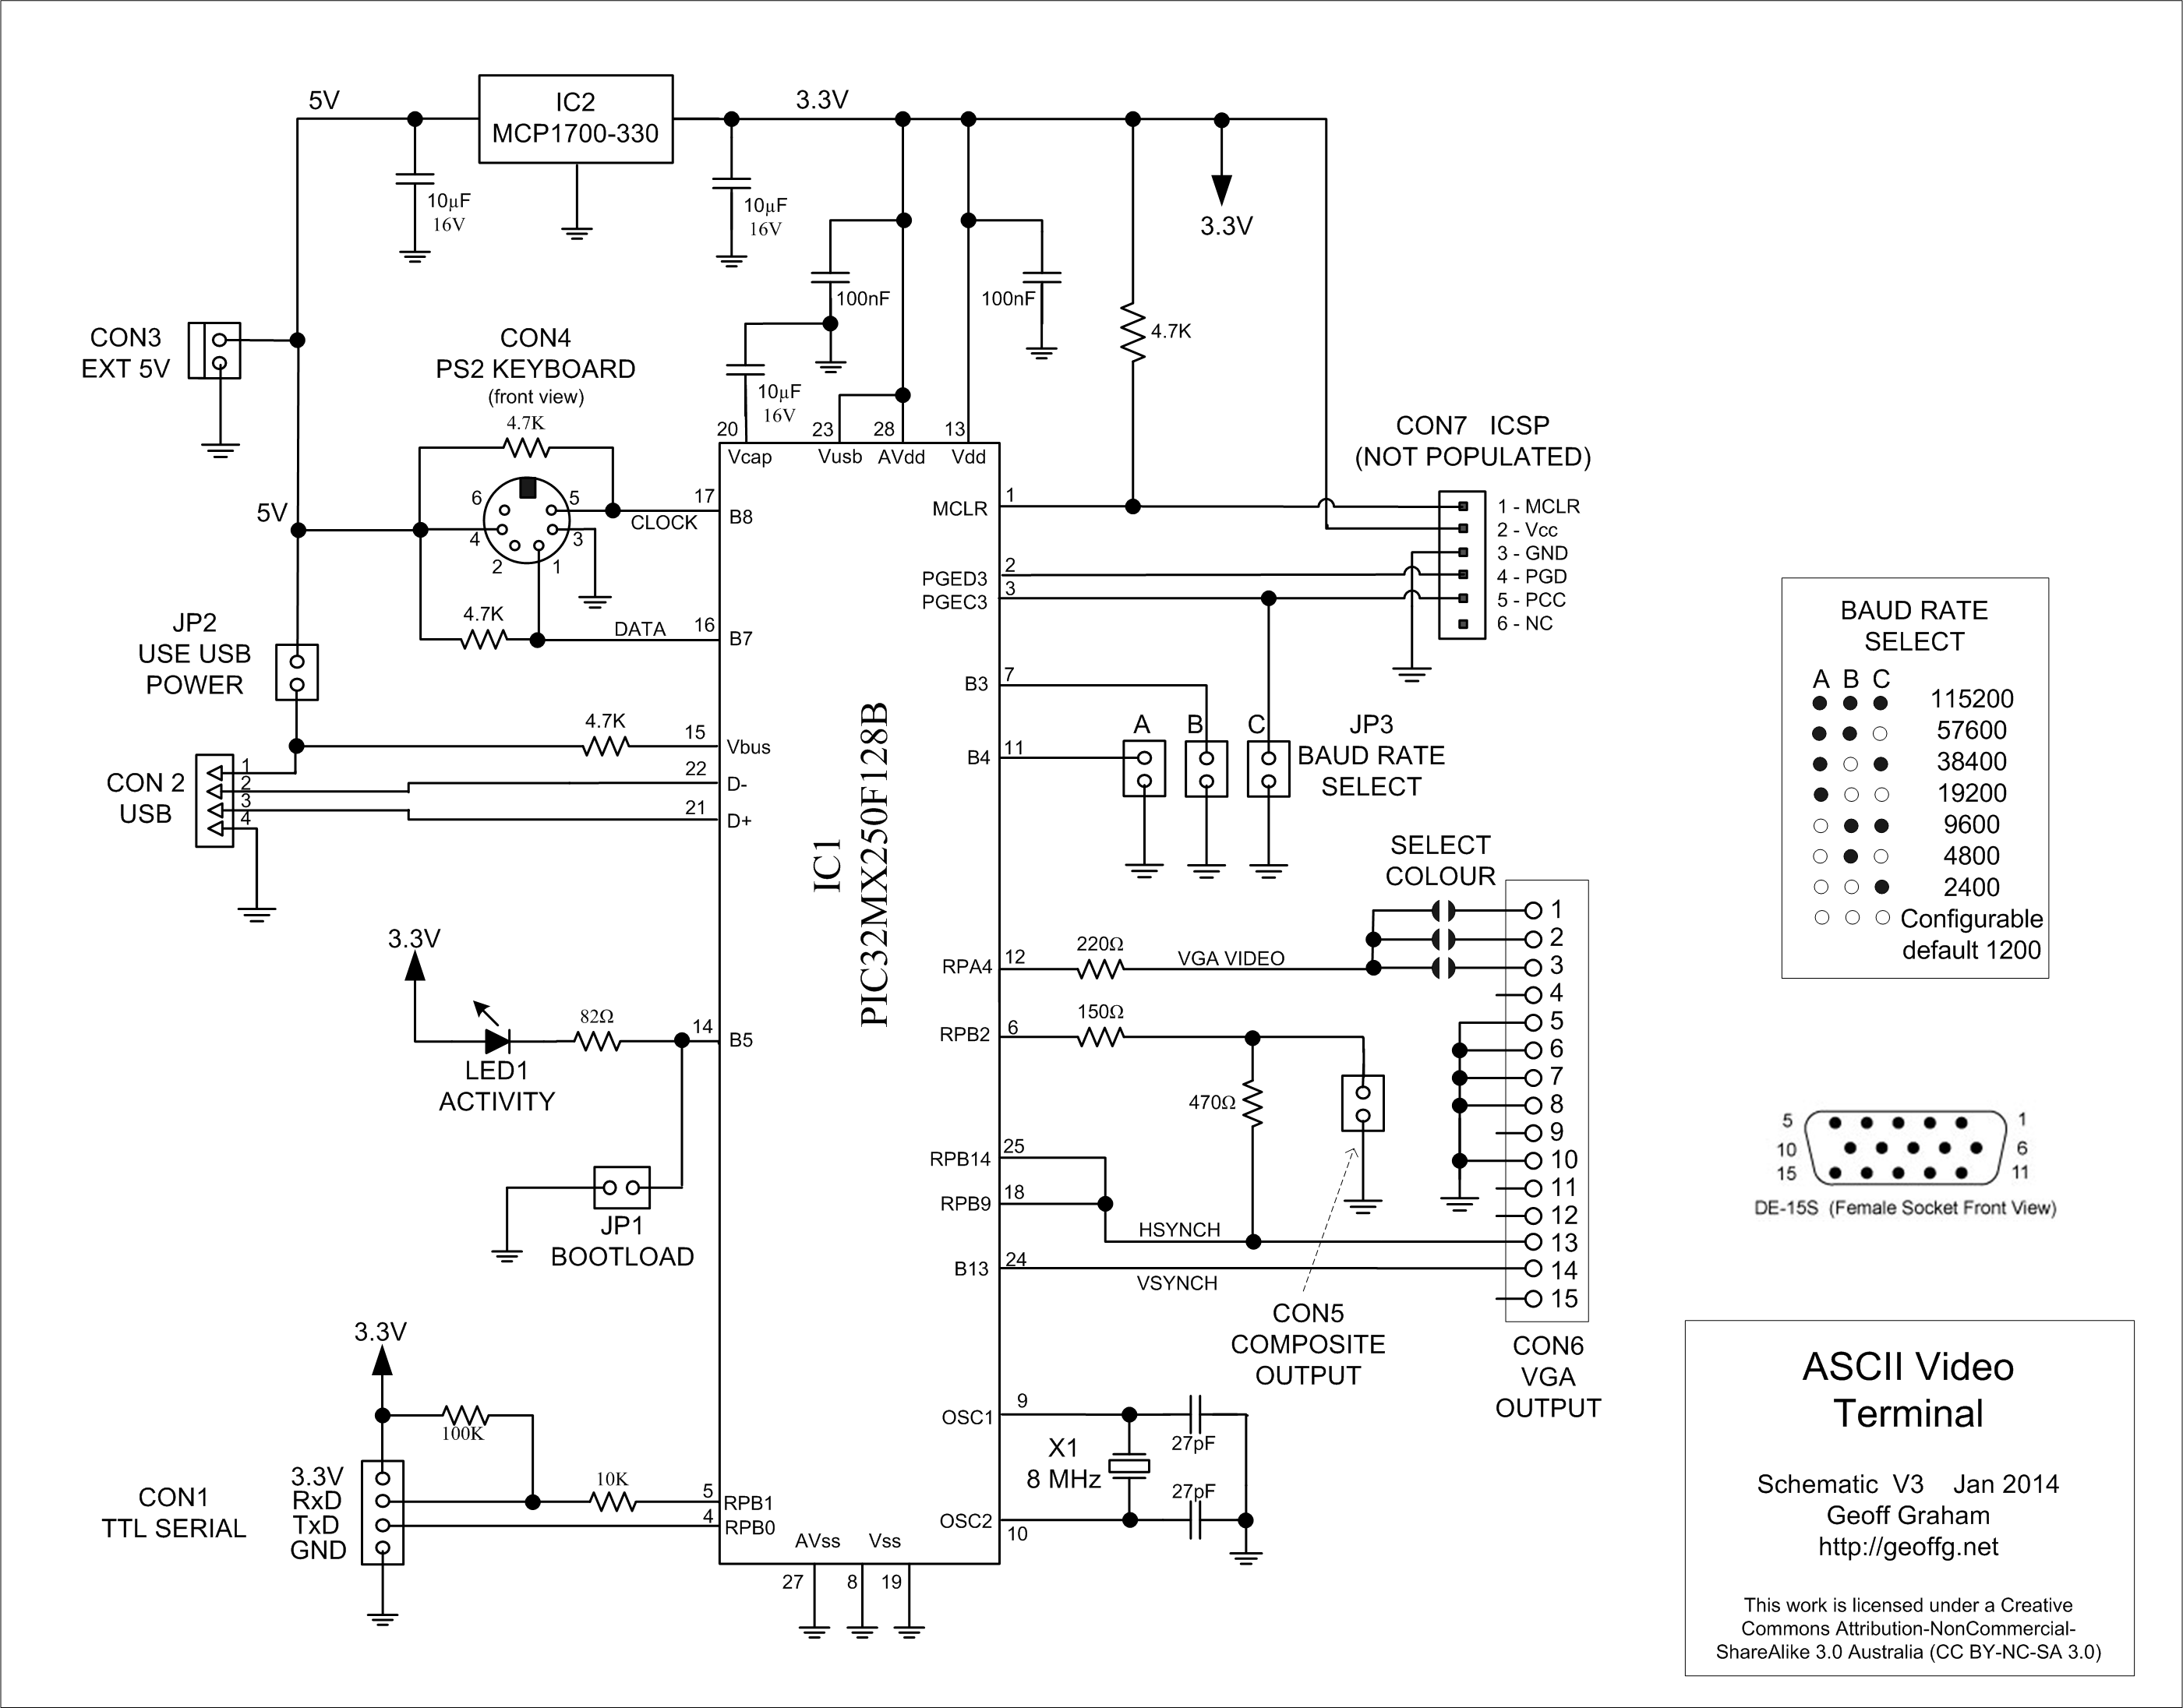 5V
IC2
MCP1700-330
3.3V
10µF
16V
10µF
16V
3.3V
100nF
100nF
4.7K
CON3
EXT 5V
CON4
PS2 KEYBOARD
(front view)
4.7K
10µF
16V
20
23
28
13
Vcap
Vusb
AVdd
Vdd
CON7 ICSP
(NOT POPULATED)
5V
6
5
4
3
2
1
CLOCK
17
B8
4.7K
DATA
16
B7
MCLR
1
PGED3
2
PGEC3
3
1 - MCLR
2 - Vcc
3 - GND
4 - PGD
5 - PCC
6 - NC
JP2
USE USB
POWER
4.7K
15
Vbus
22
D-
21
D+
CON 2
USB
1
2
3
4
B3
7
B4
11
A
B
C
JP3
BAUD RATE
SELECT
IC1
PIC32MX250F128B
BAUD RATE
SELECT
A B C
115200
57600
38400
19200
9600
4800
2400
Configurable
default 1200
SELECT
COLOUR
RPA4
12
220Ω
VGA VIDEO
RPB2
6
150Ω
470Ω
RPB14
25
RPB9
18
HSYNCH
B13
24
VSYNCH
1
2
3
4
5
6
7
8
9
10
11
12
13
14
15
CON5
COMPOSITE
OUTPUT
CON6
VGA
OUTPUT
5
1
10
6
15
11
DE-15S (Female Socket Front View)
3.3V
82Ω
14
B5
LED1
ACTIVITY
JP1
BOOTLOAD
3.3V
100K
3.3V
RxD
TxD
GND
CON1
TTL SERIAL
10K
5
RPB1
4
RPB0
AVss
Vss
27
8
19
OSC1
9
27pF
X1
8 MHz
27pF
OSC2
10
ASCII Video
Terminal
Schematic V3 Jan 2014
Geoff Graham
http://geoffg.net
This work is licensed under a Creative
Commons Attribution-NonCommercial-
ShareAlike 3.0 Australia (CC BY-NC-SA 3.0)